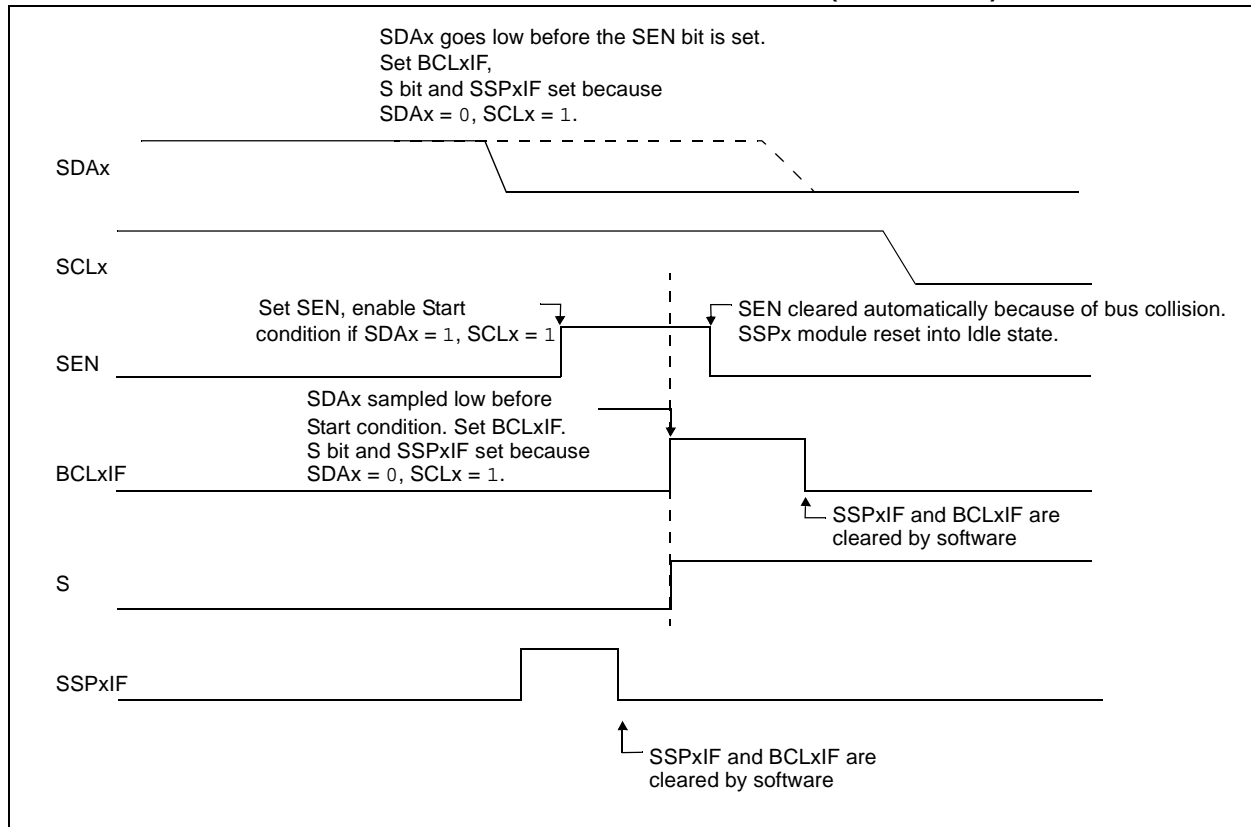 SDAx goes low before the SEN bit is set.
Set BCLxIF,
S bit and SSPxIF set because
SDAx = 0, SCLx = 1.
SDAx
SCLx
Set SEN, enable Start
condition if SDAx = 1, SCLx = 1
SEN cleared automatically because of bus collision.
SSPx module reset into Idle state.
SEN
SDAx sampled low before
Start condition. Set BCLxIF.
S bit and SSPxIF set because
SDAx = 0, SCLx = 1.
BCLxIF
SSPxIF and BCLxIF are
cleared by software
S
SSPxIF
SSPxIF and BCLxIF are
cleared by software